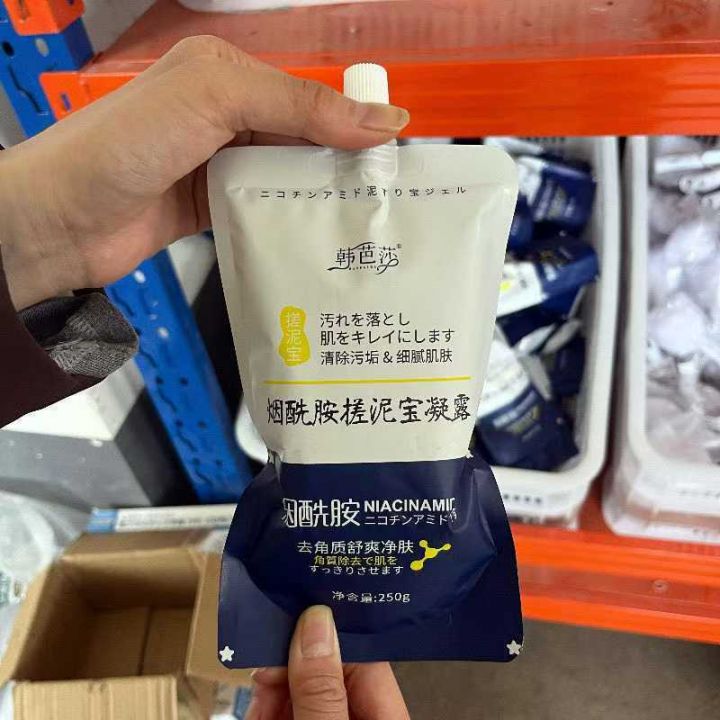 ニコチンアミド泥下り宝ジェル
韩芭莎®
搓泥宝
汚れを落とし
肌をキレイにします
清除污垢 & 细腻肌肤
烟酰胺搓泥宝凝露
烟酰胺 NIACINAMID
ニコチンアミド
去角质舒爽净肤
角質除去で肌を
すっきりさせます
净含量:250g